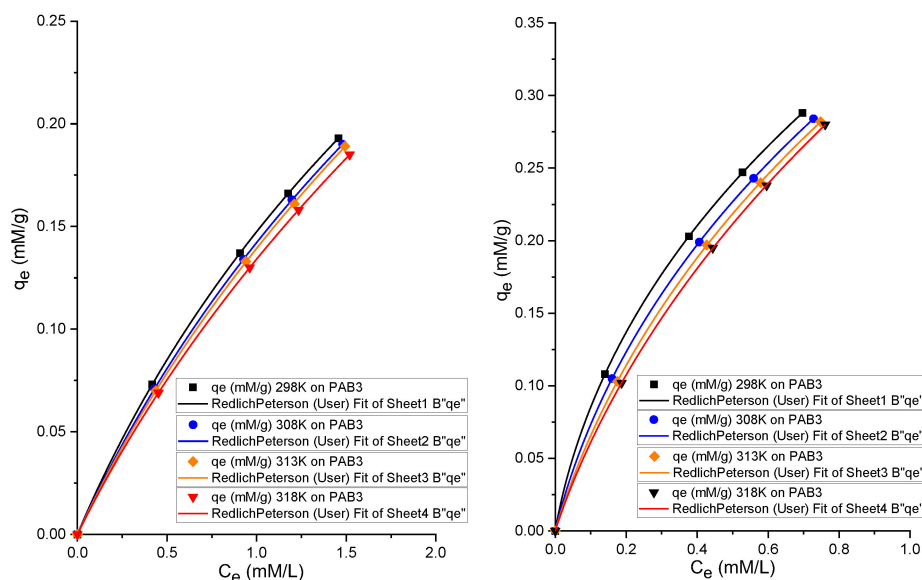 0.25
0.20
0.15
0.10
0.05
0.00
qe (mM/g)
0.0
0.5
1.0
1.5
2.0
Ce (mM/L)
qe (mM/g) 298K on PAB3
RedlichPeterson (User) Fit of Sheet1 B"qe"
qe (mM/g) 308K on PAB3
RedlichPeterson (User) Fit of Sheet2 B"qe"
qe (mM/g) 313K on PAB3
RedlichPeterson (User) Fit of Sheet3 B"qe"
qe (mM/g) 318K on PAB3
RedlichPeterson (User) Fit of Sheet4 B"qe"
0.35
0.30
0.25
0.20
0.15
0.10
0.05
0.00
qe (mM/g)
0.0
0.2
0.4
0.6
0.8
1.0
Ce (mM/L)
qe (mM/g) 298K on PAB3
RedlichPeterson (User) Fit of Sheet1 B"qe"
qe (mM/g) 308K on PAB3
RedlichPeterson (User) Fit of Sheet2 B"qe"
qe (mM/g) 313K on PAB3
RedlichPeterson (User) Fit of Sheet3 B"qe"
qe (mM/g) 318K on PAB3
RedlichPeterson (User) Fit of Sheet4 B"qe"